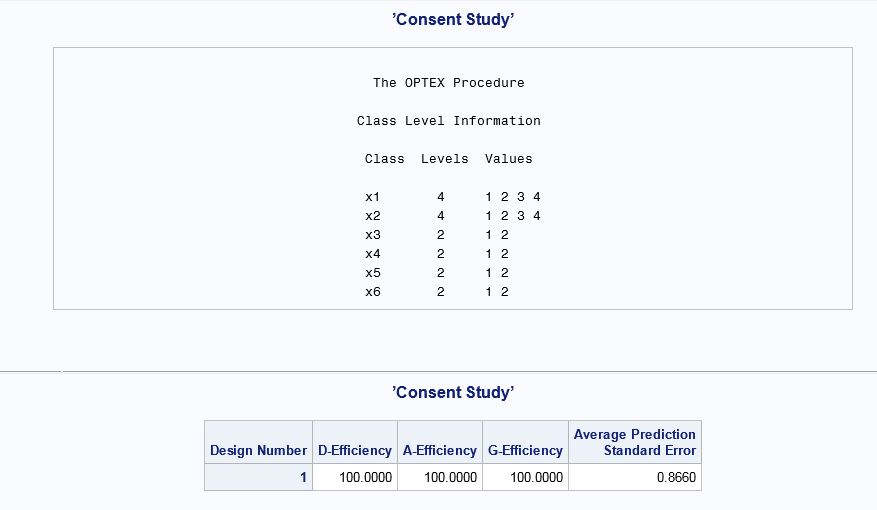 ’Consent Study’
The OPTEX Procedure
Class Level Information
Class Levels Values
x1 4 1 2 3 4
x2 4 1 2 3 4
x3 2 1 2
x4 2 1 2
x5 2 1 2
x6 2 1 2
’Consent Study’
Design Number D-Efficiency A-Efficiency G-Efficiency Average Prediction Standard Error
1 100.0000 100.0000 100.0000 0.8660